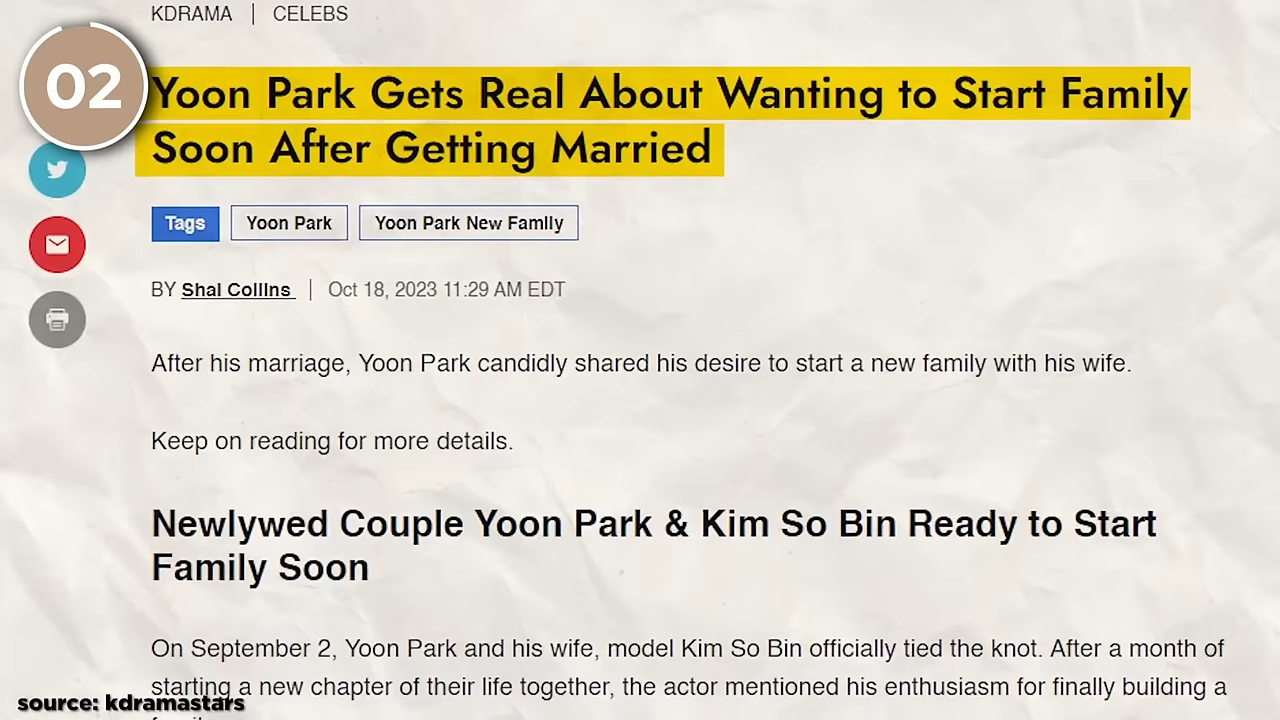 KDRAMA | CELEBS
02
Yoon Park Gets Real About Wanting to Start Family
Soon After Getting Married
Tags Yoon Park Yoon Park New Family
BY Shai Collins | Oct 18, 2023 11:29 AM EDT
After his marriage, Yoon Park candidly shared his desire to start a new family with his wife.
Keep on reading for more details.
Newlywed Couple Yoon Park & Kim So Bin Ready to Start
Family Soon
On September 2, Yoon Park and his wife, model Kim So Bin officially tied the knot. After a month of
starting a new chapter of their life together, the actor mentioned his enthusiasm for finally building a
source: kdramastars